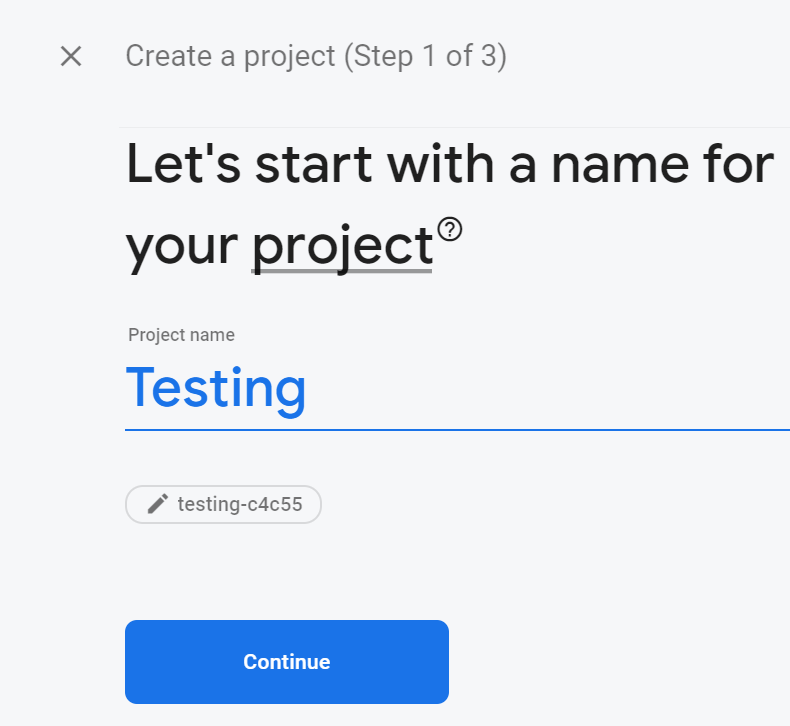 Create a project (Step 1 of 3)
Let's start with a name for
your project
Project name
Testing
testing-c4c55
Continue